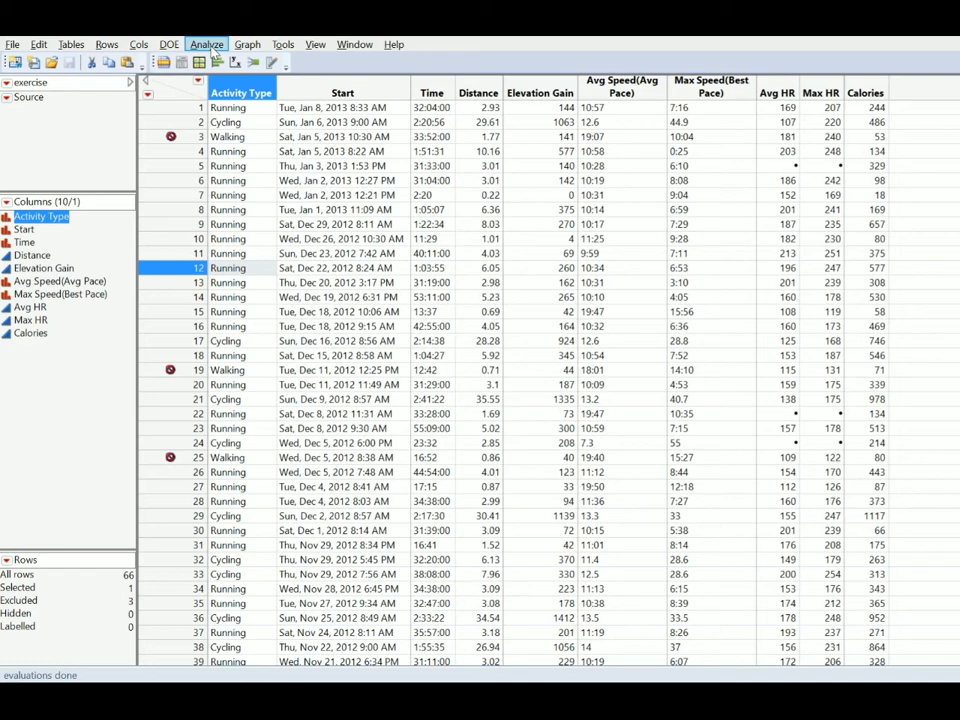 File Edit Tables Rows Cols DOE Analyze Graph Tools View Window Help
exercise
Source
Columns (10/1)
Activity Type
Start
Time
Distance
Elevation Gain
Avg Speed(Avg Pace)
Max Speed(Best Pace)
Avg HR
Max HR
Calories
Rows
All rows 66
Selected 1
Excluded 3
Hidden 0
Labelled 0
Avg Speed(Avg Max Speed(Best
Activity Type Start Time Distance Elevation Gain Pace) Pace) Avg HR Max HR Calories
1 Running Tue, Jan 8, 2013 8:33 AM 32:04:00 2.93 144 10:57 7:16 169 207 244
2 Cycling Sun, Jan 6, 2013 9:00 AM 2:20:56 29.61 1063 12.6 44.9 107 220 486
3 Walking Sat, Jan 5, 2013 10:30 AM 33:52:00 1.77 141 19:07 10:04 181 240 53
4 Running Sat, Jan 5, 2013 8:22 AM 1:51:31 10.16 577 10:58 0:25 203 248 134
5 Running Thu, Jan 3, 2013 1:53 PM 31:33:00 3.01 140 10:28 6:10 • • 329
6 Running Wed, Jan 2, 2013 12:27 PM 31:04:00 3.01 142 10:19 8:08 186 242 98
7 Running Wed, Jan 2, 2013 12:21 PM 2:20 0.22 0 10:31 9:04 152 169 18
8 Running Tue, Jan 1, 2013 11:09 AM 1:05:07 6.36 375 10:14 6:59 201 241 169
9 Running Sat, Dec 29, 2012 8:11 AM 1:22:34 8.03 270 10:17 7:29 187 235 657
10 Running Wed, Dec 26, 2012 10:30 AM 11:29 1.01 4 11:25 9:28 182 230 80
11 Running Sun, Dec 23, 2012 7:42 AM 40:11:00 4.03 69 9:59 7:11 213 251 375
12 Running Sat, Dec 22, 2012 8:24 AM 1:03:55 6.05 260 10:34 6:53 196 247 577
13 Running Thu, Dec 20, 2012 3:17 PM 31:19:00 2.98 162 10:31 3:10 201 239 308
14 Running Wed, Dec 19, 2012 6:31 PM 53:11:00 5.23 265 10:10 4:05 160 178 530
15 Running Tue, Dec 18, 2012 10:06 AM 13:37 0.69 42 19:47 15:56 108 119 58
16 Running Tue, Dec 18, 2012 9:15 AM 42:55:00 4.05 164 10:32 6:36 160 173 469
17 Cycling Sun, Dec 16, 2012 8:56 AM 2:14:38 28.28 924 12.6 28.8 125 168 746
18 Running Sat, Dec 15, 2012 8:58 AM 1:04:27 5.92 345 10:54 7:52 153 187 546
19 Walking Tue, Dec 11, 2012 12:25 PM 12:42 0.71 44 18:01 14:10 115 131 71
20 Running Tue, Dec 11, 2012 11:49 AM 31:29:00 3.1 187 10:09 4:53 159 175 339
21 Cycling Sun, Dec 9, 2012 8:57 AM 2:41:22 35.55 1335 13.2 40.7 138 175 978
22 Running Sat, Dec 8, 2012 11:31 AM 33:28:00 1.69 73 19:47 10:35 • • 134
23 Running Sat, Dec 8, 2012 9:30 AM 55:09:00 5.02 300 10:59 7:15 157 178 513
24 Cycling Wed, Dec 5, 2012 6:00 PM 23:32 2.85 208 7.3 55 • • 214
25 Walking Wed, Dec 5, 2012 8:38 AM 16:52 0.86 40 19:40 15:27 109 122 80
26 Running Wed, Dec 5, 2012 7:48 AM 44:54:00 4.01 123 11:12 8:44 154 170 443
27 Running Tue, Dec 4, 2012 8:41 AM 17:15 0.87 33 19:50 12:18 112 126 87
28 Running Tue, Dec 4, 2012 8:03 AM 34:38:00 2.99 94 11:36 7:27 160 176 373
29 Cycling Sun, Dec 2, 2012 8:57 AM 2:17:30 30.41 1139 13.3 33 155 247 1117
30 Running Sat, Dec 1, 2012 8:14 AM 31:39:00 3.09 72 10:15 5:8 201 239 66
31 Running Thu, Nov 29, 2012 8:34 PM 16:41 1.52 42 11:01 8:14 176 208 175
32 Cycling Thu, Nov 29, 2012 5:45 PM 32:20:00 6.13 370 11.4 28.6 149 179 263
33 Cycling Thu, Nov 29, 2012 7:56 AM 38:08:00 7.96 330 12.5 28.6 200 254 313
34 Running Wed, Nov 28, 2012 6:45 PM 34:38:00 3.09 223 11:13 6:15 153 176 343
35 Running Tue, Nov 27, 2012 9:34 AM 32:47:00 3.08 178 10:38 8:39 174 212 365
36 Cycling Sun, Nov 25, 2012 8:49 AM 2:33:22 34.54 1412 13.5 33.5 178 248 952
37 Running Sat, Nov 24, 2012 8:11 AM 35:57:00 3.18 201 11:19 8:26 193 237 271
38 Cycling Thu, Nov 22, 2012 9:00 AM 1:55:35 26.94 1056 14 37 156 231 864
39 Running Wed, Nov 21, 2012 6:34 PM 31:11:00 3.02 229 10:19 6:07 172 206 328
evaluations done